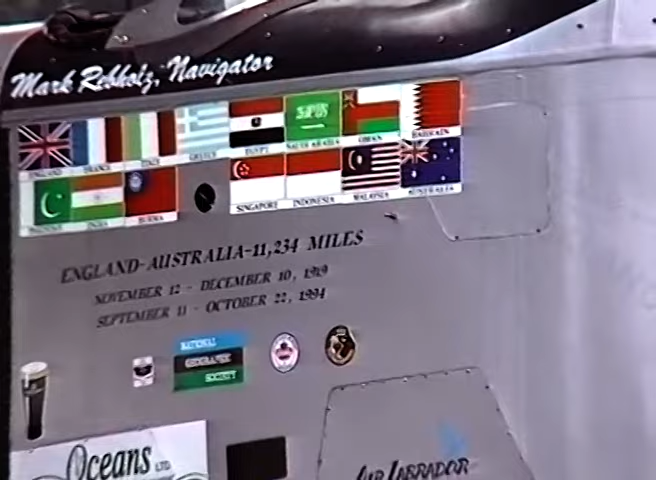 Mark Rebholz, Navigator
ENGLAND FRANCE ITALY GREECE EGYPT SAUDI ARABIA OMAN BAHRAIN
INDIA BURMA SINGAPORE INDONESIA MALAYSIA AUSTRALIA
ENGLAND-AUSTRALIA-11,234 MILES
NOVEMBER 12 - DECEMBER 10, 1919
SEPTEMBER 11 - OCTOBER 22, 1994
NATIONAL
GEOGRAPHIC
SOCIETY
Oceans LTD.
AIR LABRADOR